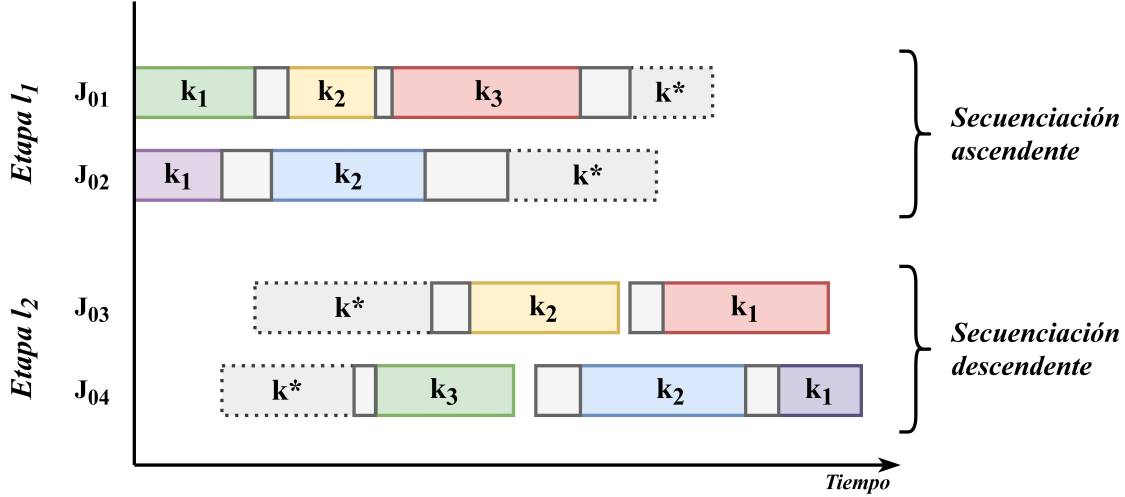 Etapa l1
J01
k1
k2
k3
k*
J02
k1
k2
k*
Secuenciación
ascendente
Etapa l2
J03
k*
k2
k1
J04
k*
k3
k2
k1
Secuenciación
descendente
Tiempo